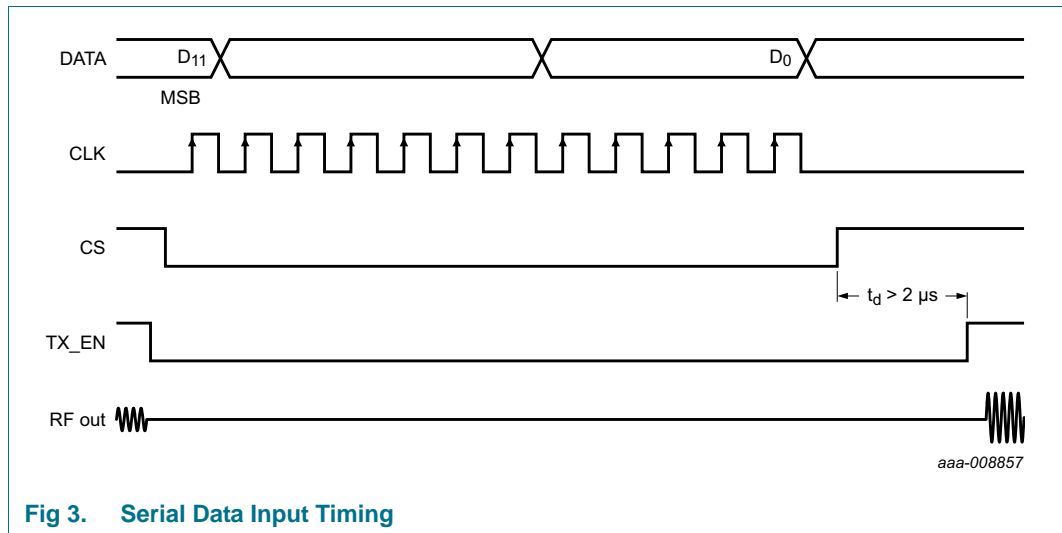 DATA D11 D0
MSB
CLK
CS
td > 2 µs
TX_EN
RF out
aaa-008857
Fig 3. Serial Data Input Timing